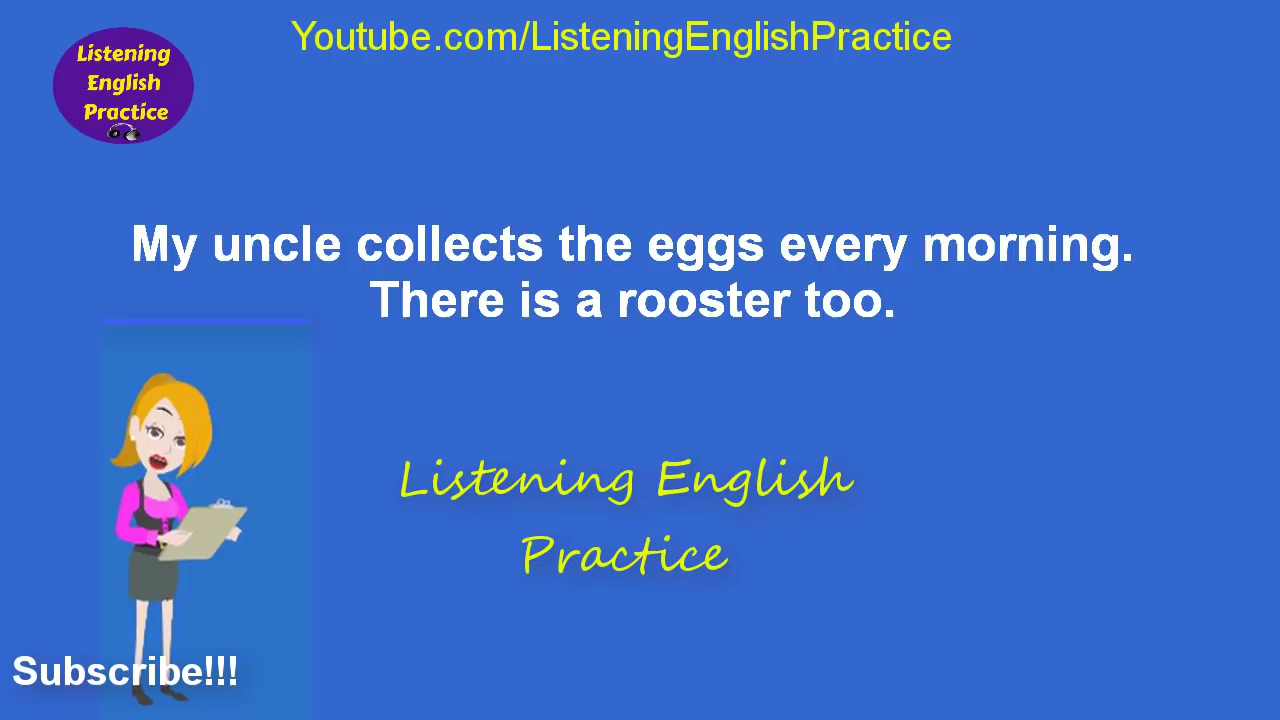 Youtube.com/ListeningEnglishPractice
Listening
English
Practice
My uncle collects the eggs every morning.
There is a rooster too.
Listening English
Practice
Subscribe!!!